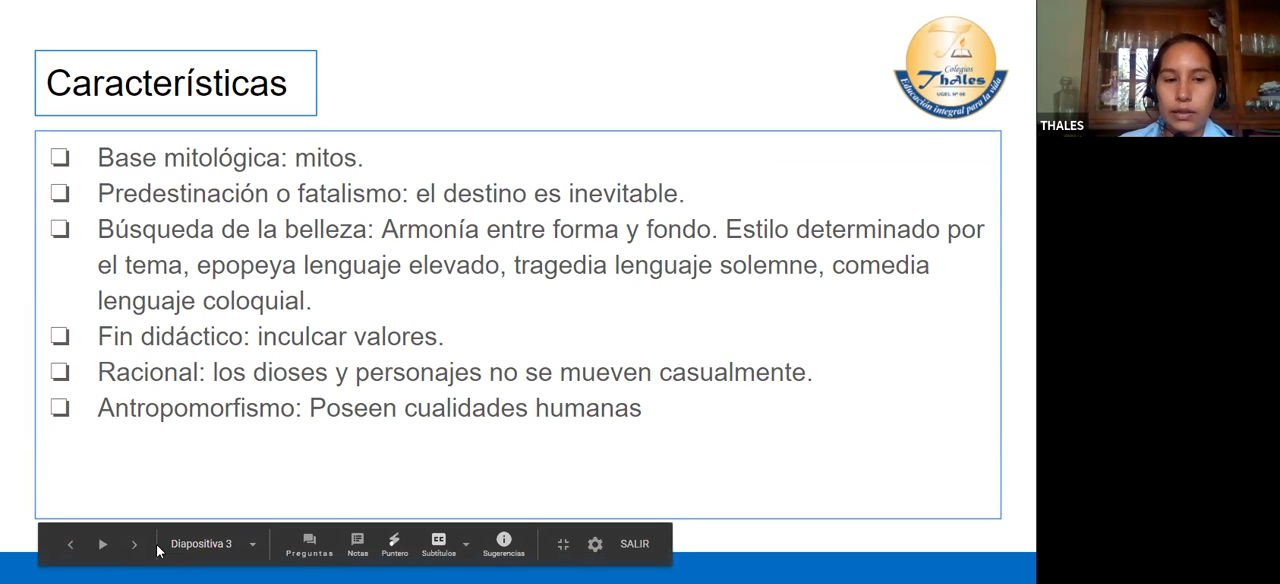 Características
Colegios
Thales
UGEL Nº 06
Educación integral para la vida
THALES
Base mitológica: mitos.
Predestinación o fatalismo: el destino es inevitable.
Búsqueda de la belleza: Armonía entre forma y fondo. Estilo determinado por
el tema, epopeya lenguaje elevado, tragedia lenguaje solemne, comedia
lenguaje coloquial.
Fin didáctico: inculcar valores.
Racional: los dioses y personajes no se mueven casualmente.
Antropomorfismo: Poseen cualidades humanas
Diapositiva 3
Preguntas
Notas
Puntero
Subtítulos
Sugerencias
SALIR